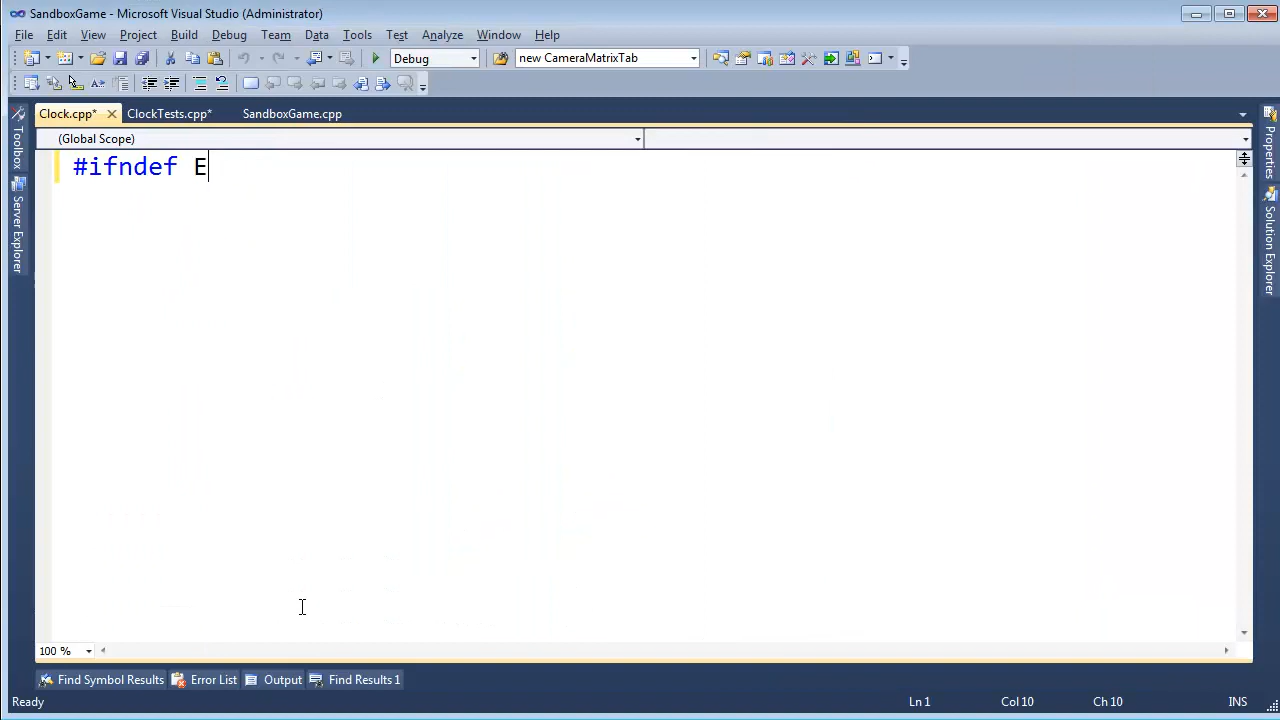 SandboxGame - Microsoft Visual Studio (Administrator)
File Edit View Project Build Debug Team Data Tools Test Analyze Window Help
Debug new CameraMatrixTab
Clock.cpp* ClockTests.cpp* SandboxGame.cpp
(Global Scope)
#ifndef E
Toolbox
Server Explorer
Properties
Solution Explorer
100 %
Find Symbol Results Error List Output Find Results 1
Ready Ln 1 Col 10 Ch 10 INS